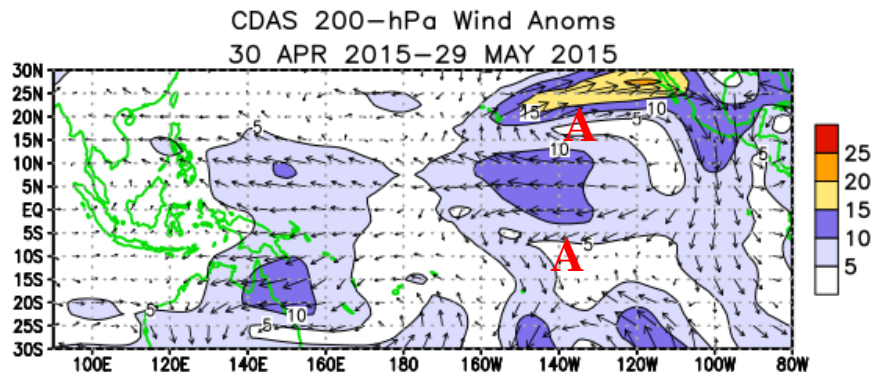 CDAS 200-hPa Wind Anoms
30 APR 2015-29 MAY 2015
30N
25N
20N
15N
10N
5N
EQ
5S
10S
15S
20S
25S
30S
100E 120E 140E 160E 180 160W 140W 120W 100W 80W
15 10
5 5
A
10 5
5
A
5 10
5
25
20
15
10
5